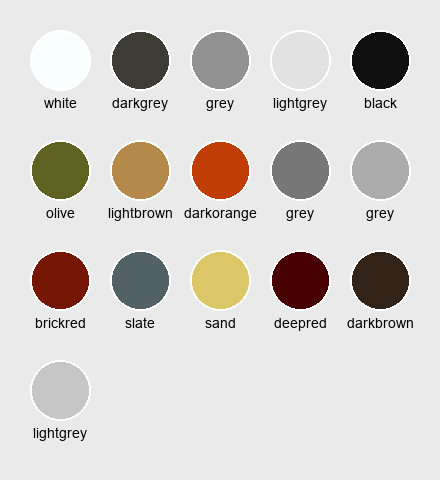 white darkgrey grey lightgrey black
olive lightbrown darkorange grey grey
brickred slate sand deepred darkbrown
lightgrey